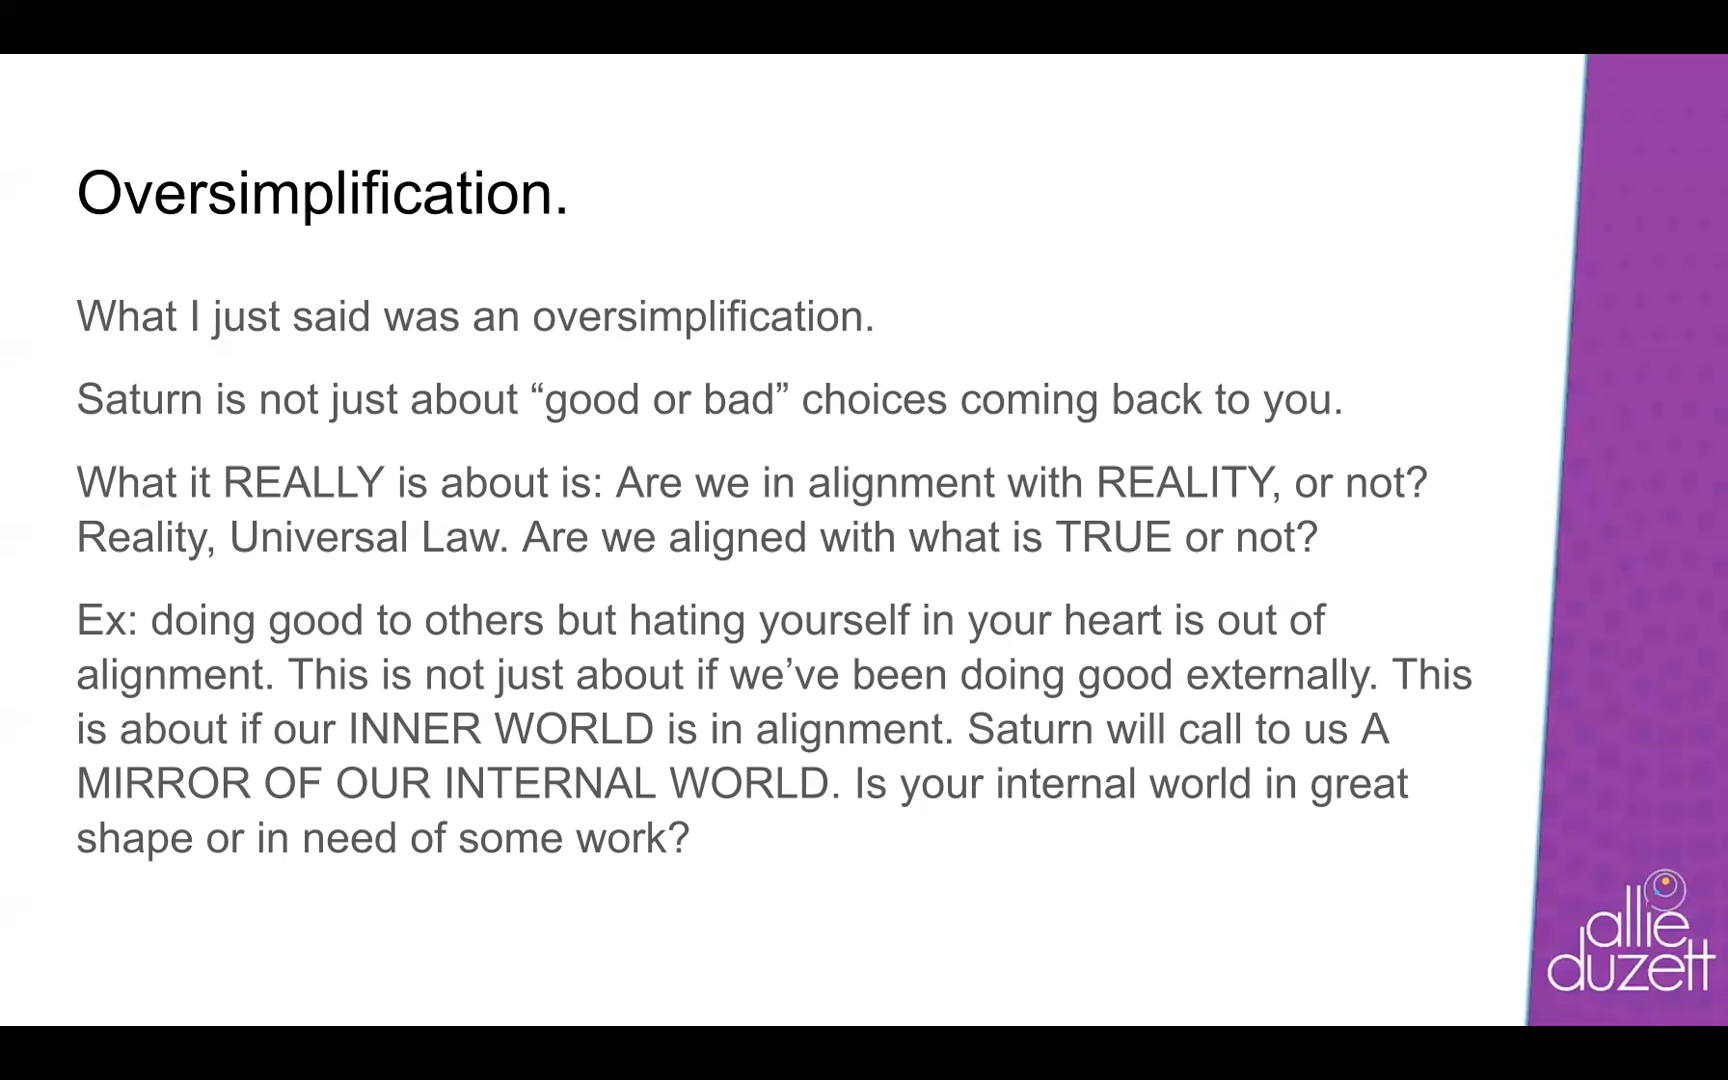 Oversimplification.
What I just said was an oversimplification.
Saturn is not just about “good or bad” choices coming back to you.
What it REALLY is about is: Are we in alignment with REALITY, or not?
Reality, Universal Law. Are we aligned with what is TRUE or not?
Ex: doing good to others but hating yourself in your heart is out of
alignment. This is not just about if we’ve been doing good externally. This
is about if our INNER WORLD is in alignment. Saturn will call to us A
MIRROR OF OUR INTERNAL WORLD. Is your internal world in great
shape or in need of some work?
allie
duzett